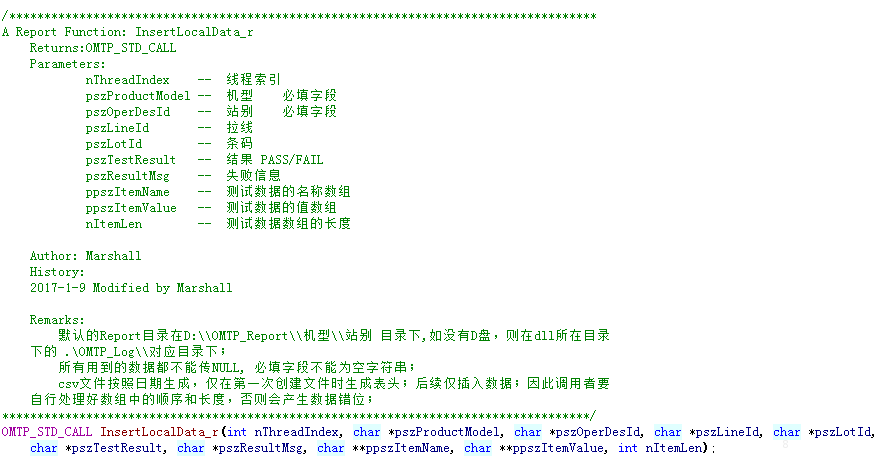 /************************************************************************************
A Report Function: InsertLocalData_r
Returns:OMTP_STD_CALL
Parameters:
nThreadIndex -- 线程索引
pszProductModel -- 机型 必填字段
pszOperDesId -- 站别 必填字段
pszLineId -- 拉线
pszLotId -- 条码
pszTestResult -- 结果 PASS/FAIL
pszResultMsg -- 失败信息
ppszItemName -- 测试数据的名称数组
ppszItemValue -- 测试数据的值数组
nItemLen -- 测试数据数组的长度
Author: Marshall
History:
2017-1-9 Modified by Marshall
Remarks:
默认的Report目录在D:\\OMTP_Report\\机型\\站别 目录下,如没有D盘，则在dll所在目录
下的 .\OMTP_Log\\对应目录下；
所有用到的数据都不能传NULL, 必填字段不能为空字符串；
csv文件按照日期生成，仅在第一次创建文件时生成表头；后续仅插入数据；因此调用者要
自行处理好数组中的顺序和长度，否则会产生数据错位；
************************************************************************************/
OMTP_STD_CALL InsertLocalData_r(int nThreadIndex, char *pszProductModel, char *pszOperDesId, char *pszLineId, char *pszLotId,
char *pszTestResult, char *pszResultMsg, char **ppszItemName, char **ppszItemValue, int nItemLen);